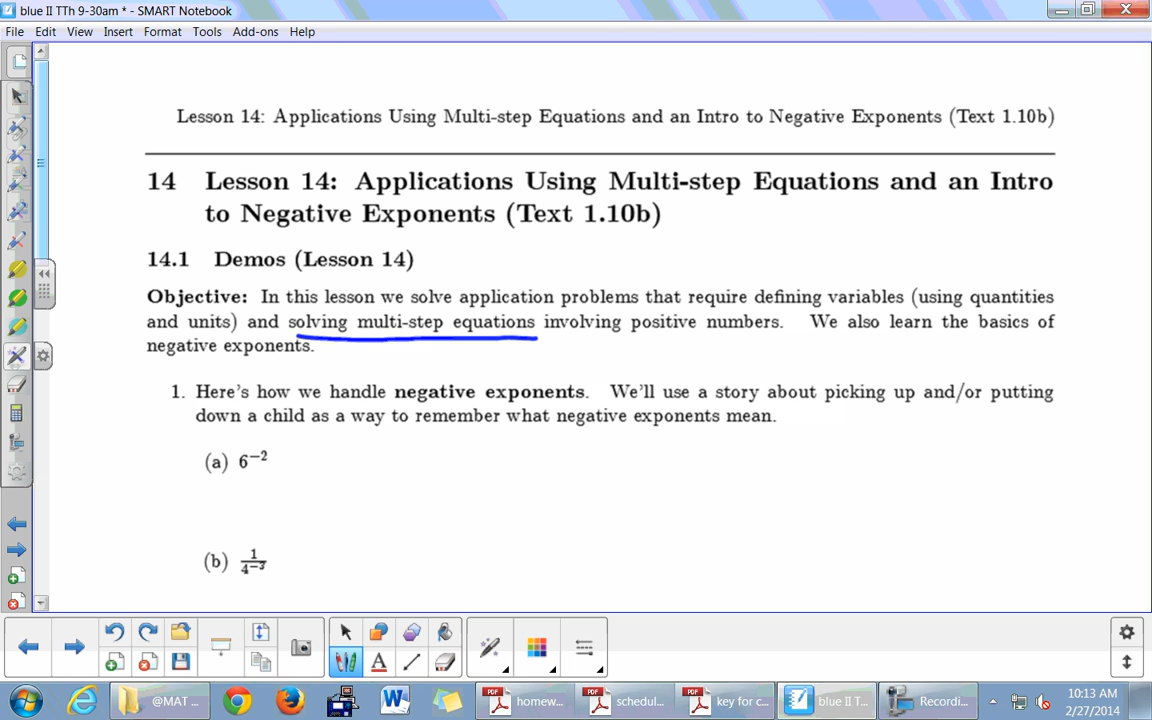 blue II TTh 9-30am * - SMART Notebook
File Edit View Insert Format Tools Add-ons Help
Lesson 14: Applications Using Multi-step Equations and an Intro to Negative Exponents (Text 1.10b)
14 Lesson 14: Applications Using Multi-step Equations and an Intro
to Negative Exponents (Text 1.10b)
14.1 Demos (Lesson 14)
Objective: In this lesson we solve application problems that require defining variables (using quantities
and units) and solving multi-step equations involving positive numbers. We also learn the basics of
negative exponents.
1. Here's how we handle negative exponents. We'll use a story about picking up and/or putting
down a child as a way to remember what negative exponents mean.
(a) 6⁻²
(b) 1/4⁻³
@MAT ... homew... schedul... key for c... blue II T... Recordi...
10:13 AM
2/27/2014